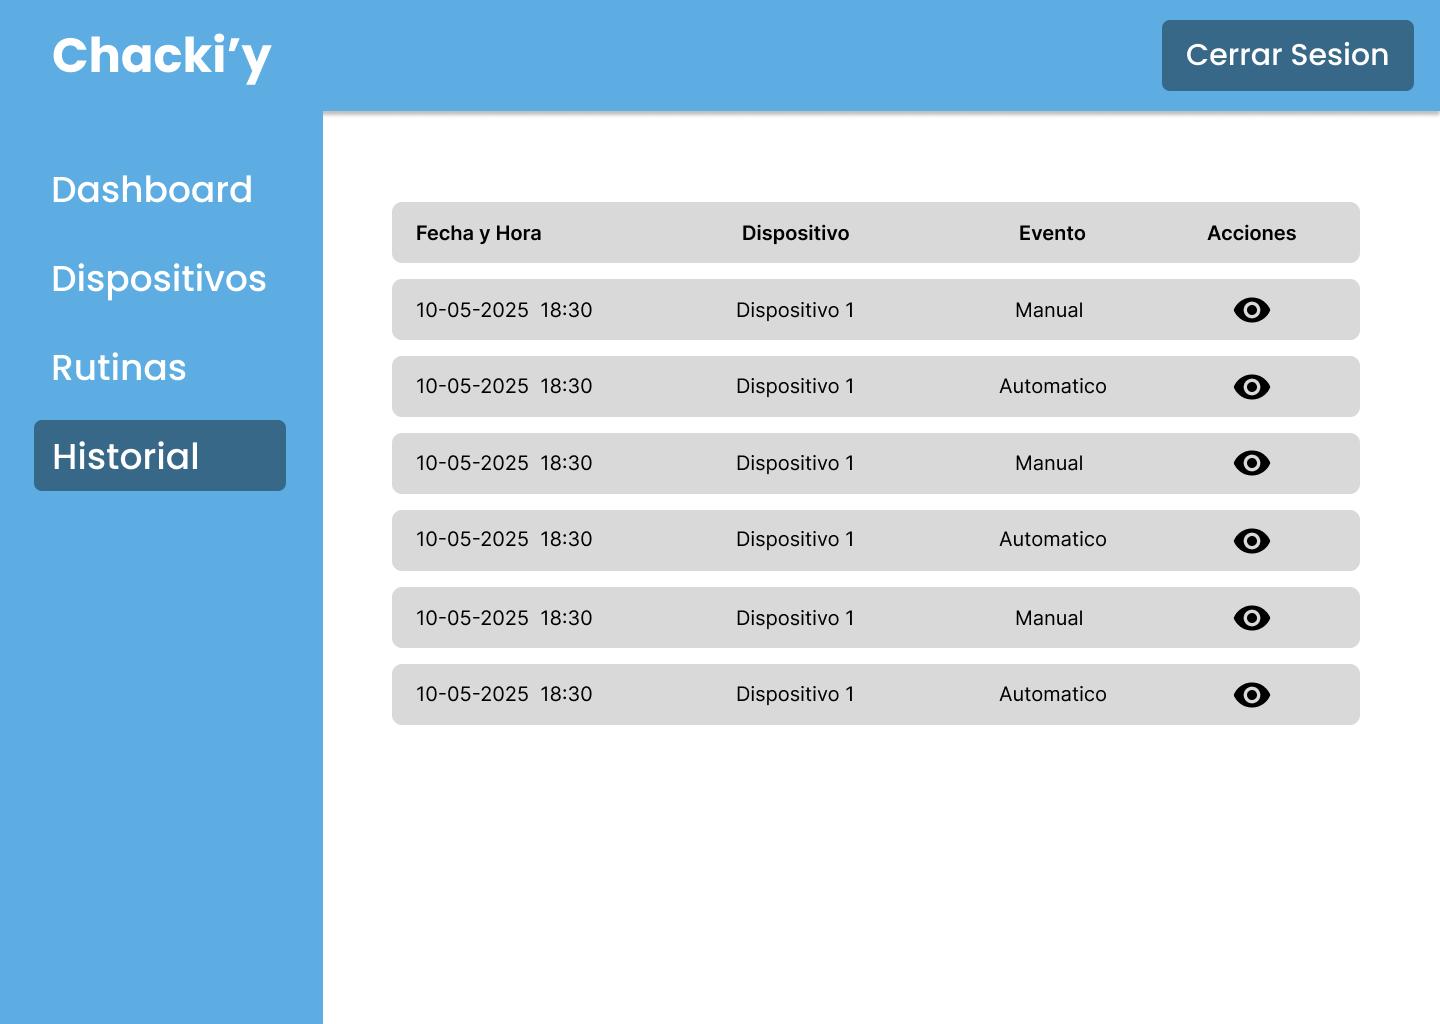 Chacki’y
Cerrar Sesion
Dashboard
Dispositivos
Rutinas
Historial
Fecha y Hora Dispositivo Evento Acciones
10-05-2025 18:30 Dispositivo 1 Manual
10-05-2025 18:30 Dispositivo 1 Automatico
10-05-2025 18:30 Dispositivo 1 Manual
10-05-2025 18:30 Dispositivo 1 Automatico
10-05-2025 18:30 Dispositivo 1 Manual
10-05-2025 18:30 Dispositivo 1 Automatico